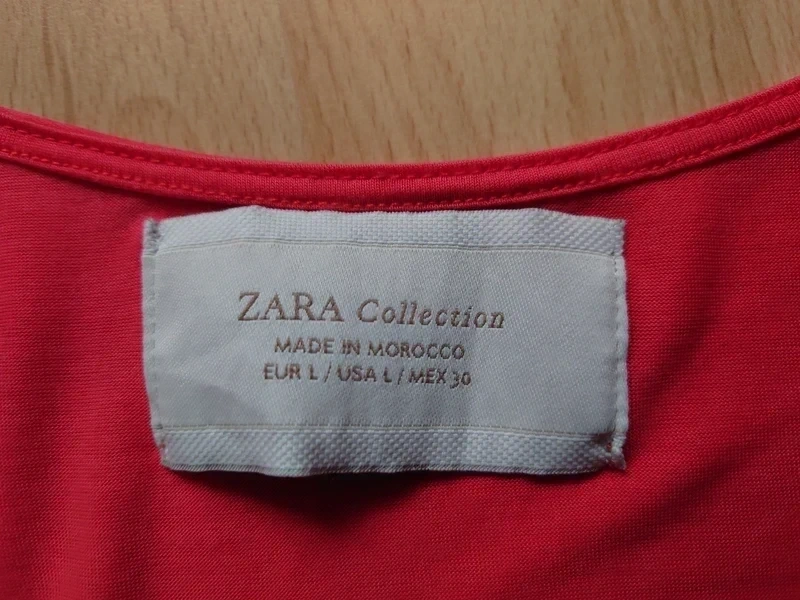 ZARA Collection
MADE IN MOROCCO
EUR L / USA L / MEX 30